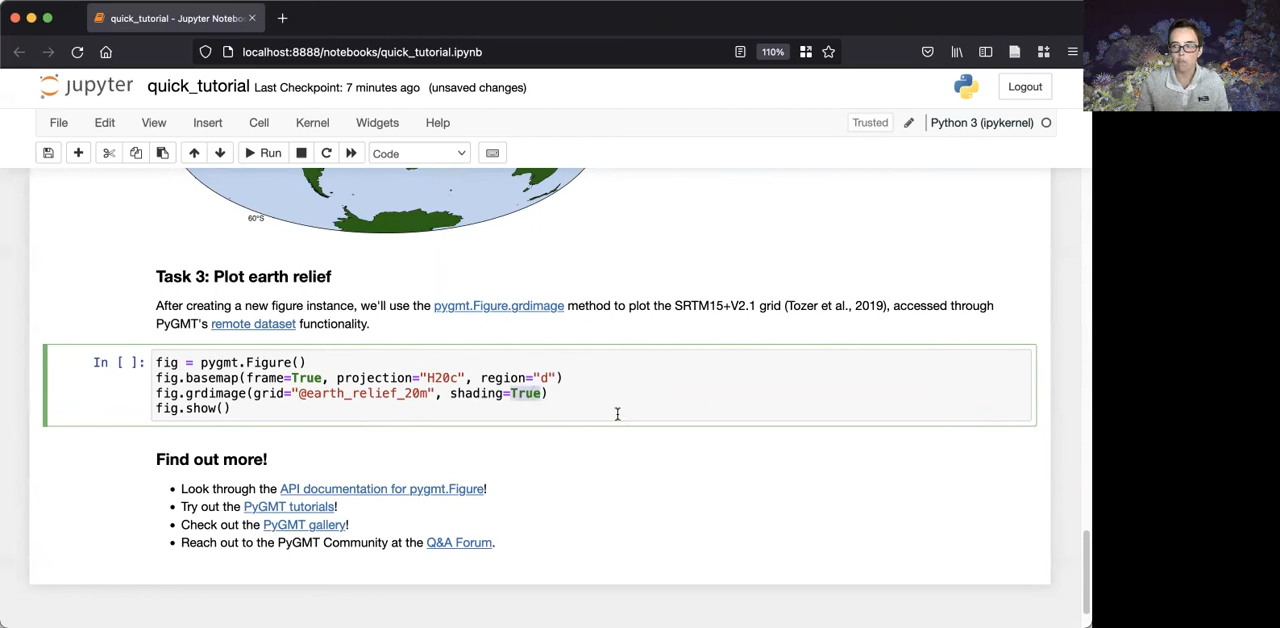 quick_tutorial - Jupyter Notebo
localhost:8888/notebooks/quick_tutorial.ipynb
110%
jupyter quick_tutorial Last Checkpoint: 7 minutes ago (unsaved changes)
Logout
File Edit View Insert Cell Kernel Widgets Help
Trusted Python 3 (ipykernel)
Run Code
60°S
Task 3: Plot earth relief
After creating a new figure instance, we'll use the pygmt.Figure.grdimage method to plot the SRTM15+V2.1 grid (Tozer et al., 2019), accessed through
PyGMT's remote dataset functionality.
In [ ]: fig = pygmt.Figure()
fig.basemap(frame=True, projection="H20c", region="d")
fig.grdimage(grid="@earth_relief_20m", shading=True)
fig.show()
Find out more!
• Look through the API documentation for pygmt.Figure!
• Try out the PyGMT tutorials!
• Check out the PyGMT gallery!
• Reach out to the PyGMT Community at the Q&A Forum.